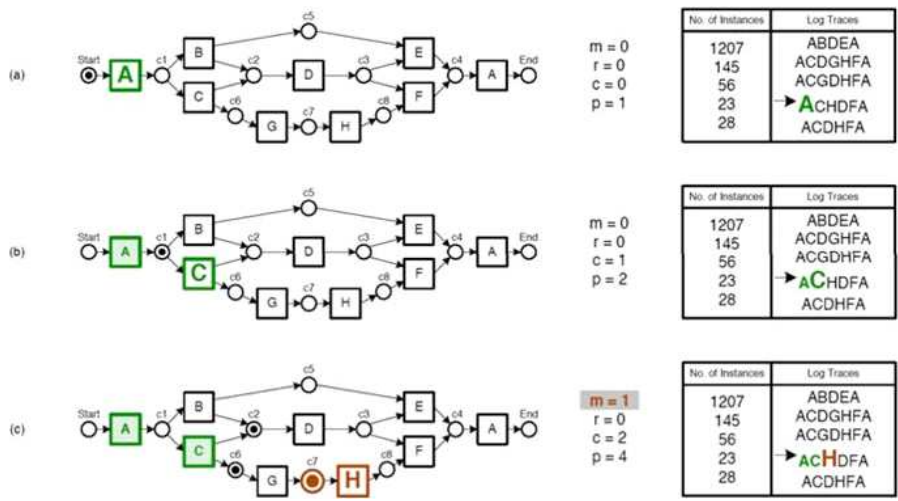 No. of Instances Log Traces
c5
B E
m = 0 1207 ABDEA
Start c1 c2 c3 c4 End
r = 0 145 ACDGHFA
(a) A D A
c = 0 56 ACGDHFA
C F
p = 1 23 ACHDFA
c6 c7 c8
28 ACDHFA
G H
No. of Instances Log Traces
c5
B E
m = 0 1207 ABDEA
Start c1 c2 c3 c4 End
r = 0 145 ACDGHFA
(b) A D A
c = 1 56 ACGDHFA
C F
p = 2 23 ACHDFA
c6 c7 c8
28 ACDHFA
G H
No. of Instances Log Traces
c5
B E
m = 1 1207 ABDEA
Start c1 c2 c3 c4 End
r = 0 145 ACDGHFA
(c) A D A
c = 2 56 ACGDHFA
C F
p = 4 23 ACHDFA
c6 c7 c8
28 ACDHFA
G H